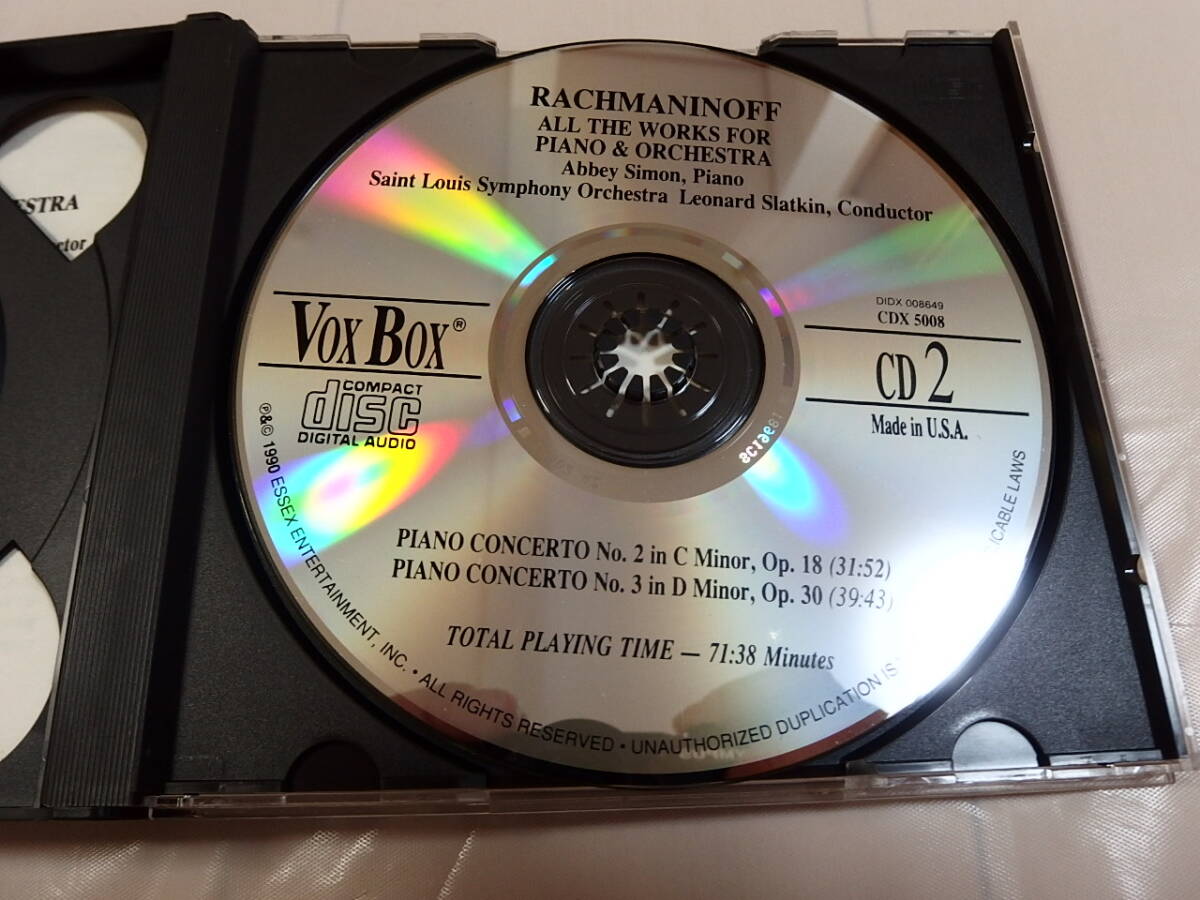 ESTRA
ctor
RACHMANINOFF
ALL THE WORKS FOR
PIANO & ORCHESTRA
Abbey Simon, Piano
Saint Louis Symphony Orchestra Leonard Slatkin, Conductor
VOX BOX®
COMPACT
disc
DIGITAL AUDIO
DIDX 008649
CDX 5008
CD 2
Made in U.S.A.
PIANO CONCERTO No. 2 in C Minor, Op. 18 (31:52)
PIANO CONCERTO No. 3 in D Minor, Op. 30 (39:43)
TOTAL PLAYING TIME — 71:38 Minutes
℗&© 1990 ESSEX ENTERTAINMENT, INC. • ALL RIGHTS RESERVED • UNAUTHORIZED DUPLICATION IS
ICABLE LAWS